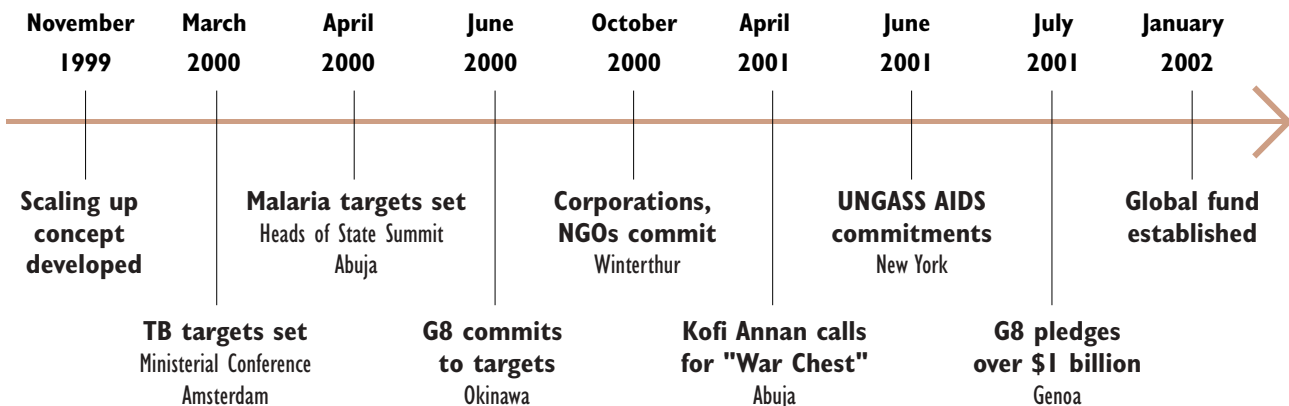 November
1999
March
2000
April
2000
June
2000
October
2000
April
2001
June
2001
July
2001
January
2002
Scaling up
concept
developed
TB targets set
Ministerial Conference
Amsterdam
Malaria targets set
Heads of State Summit
Abuja
G8 commits
to targets
Okinawa
Corporations,
NGOs commit
Winterthur
Kofi Annan calls
for "War Chest"
Abuja
UNGASS AIDS
commitments
New York
G8 pledges
over $1 billion
Genoa
Global fund
established